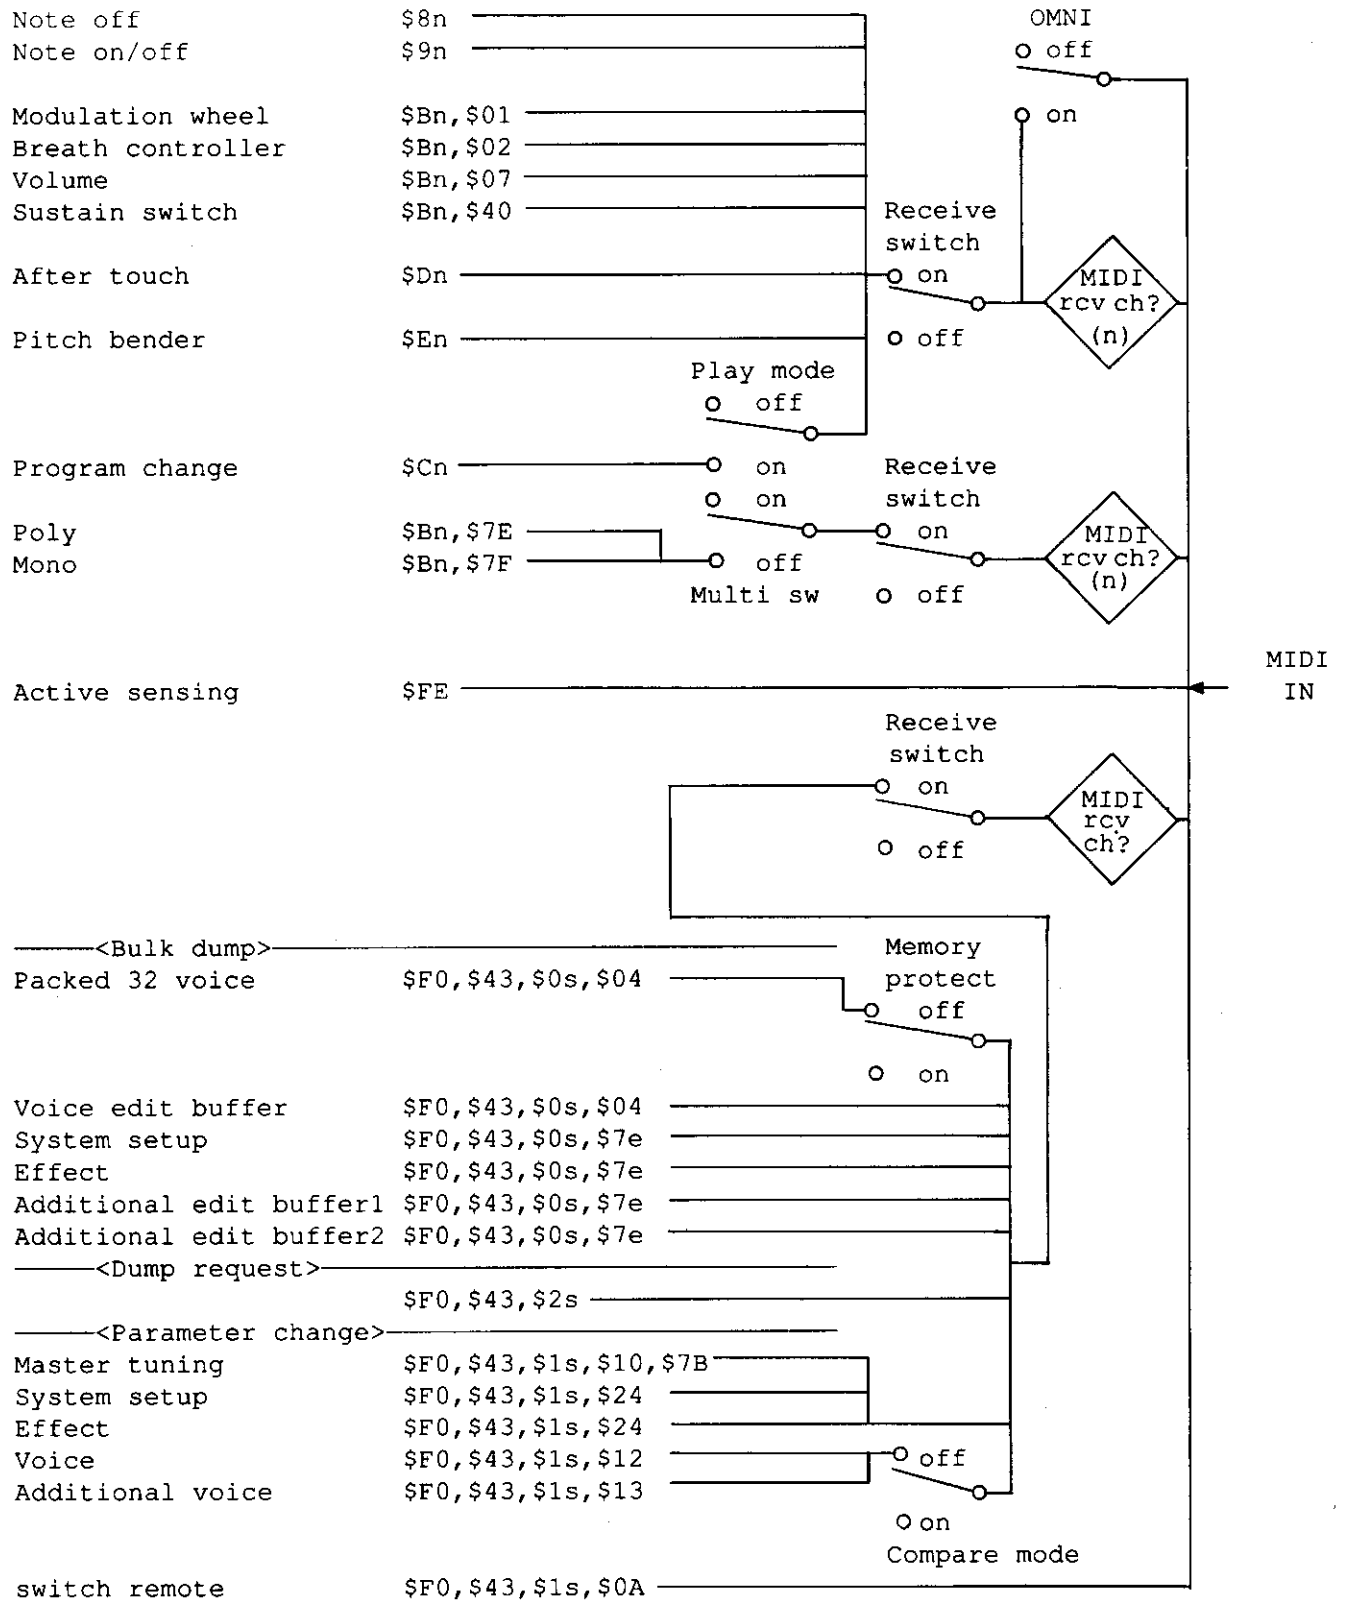 Note off $8n OMNI
Note on/off $9n off
Modulation wheel $Bn,$01 on
Breath controller $Bn,$02
Volume $Bn,$07
Sustain switch $Bn,$40 Receive
switch
After touch $Dn on MIDI
rcv ch?
Pitch bender $En off (n)
Play mode
off
Program change $Cn on Receive
on switch
Poly $Bn,$7E on MIDI
Mono $Bn,$7F off rcv ch?
(n)
Multi sw off
MIDI
Active sensing $FE IN
Receive
switch
on MIDI
rcv
off ch?
<Bulk dump> Memory
Packed 32 voice $F0,$43,$0s,$04 protect
off
on
Voice edit buffer $F0,$43,$0s,$04
System setup $F0,$43,$0s,$7e
Effect $F0,$43,$0s,$7e
Additional edit buffer1 $F0,$43,$0s,$7e
Additional edit buffer2 $F0,$43,$0s,$7e
<Dump request>
$F0,$43,$2s
<Parameter change>
Master tuning $F0,$43,$1s,$10,$7B
System setup $F0,$43,$1s,$24
Effect $F0,$43,$1s,$24
Voice $F0,$43,$1s,$12 off
Additional voice $F0,$43,$1s,$13
on
Compare mode
switch remote $F0,$43,$1s,$0A